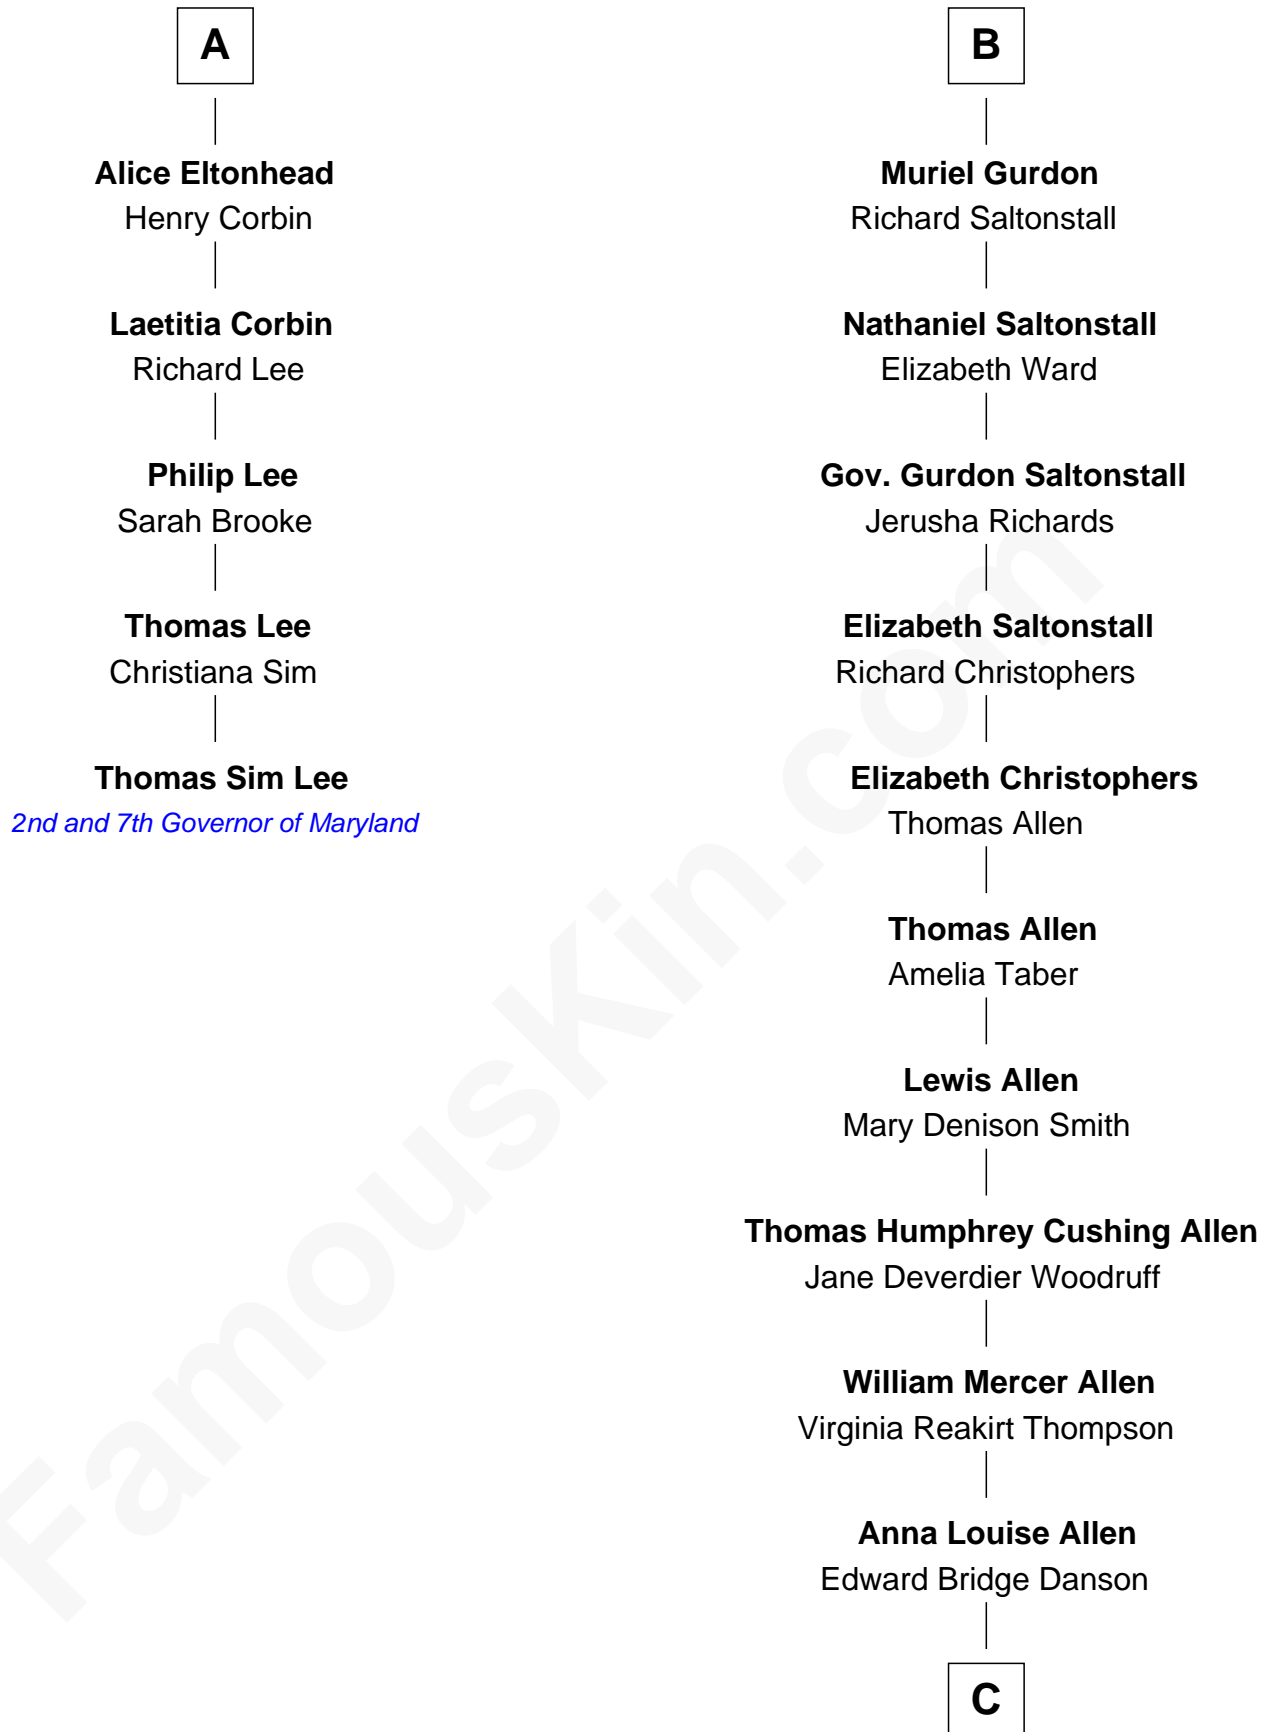 A
Alice Eltonhead
Henry Corbin
Laetitia Corbin
Richard Lee
Philip Lee
Sarah Brooke
Thomas Lee
Christiana Sim
Thomas Sim Lee
2nd and 7th Governor of Maryland
B
Muriel Gurdon
Richard Saltonstall
Nathaniel Saltonstall
Elizabeth Ward
Gov. Gurdon Saltonstall
Jerusha Richards
Elizabeth Saltonstall
Richard Christophers
Elizabeth Christophers
Thomas Allen
Thomas Allen
Amelia Taber
Lewis Allen
Mary Denison Smith
Thomas Humphrey Cushing Allen
Jane Deverdier Woodruff
William Mercer Allen
Virginia Reakirt Thompson
Anna Louise Allen
Edward Bridge Danson
C
FamousKin.com